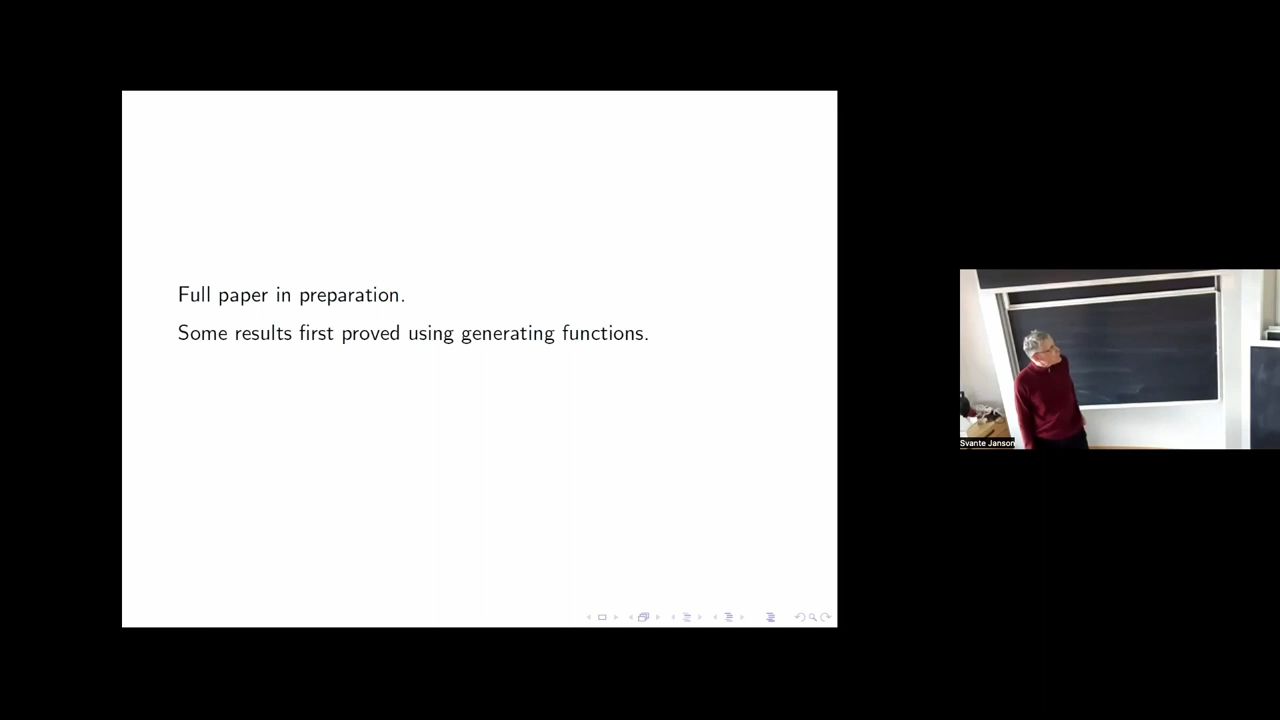 Full paper in preparation.
Some results first proved using generating functions.
Svante Janson